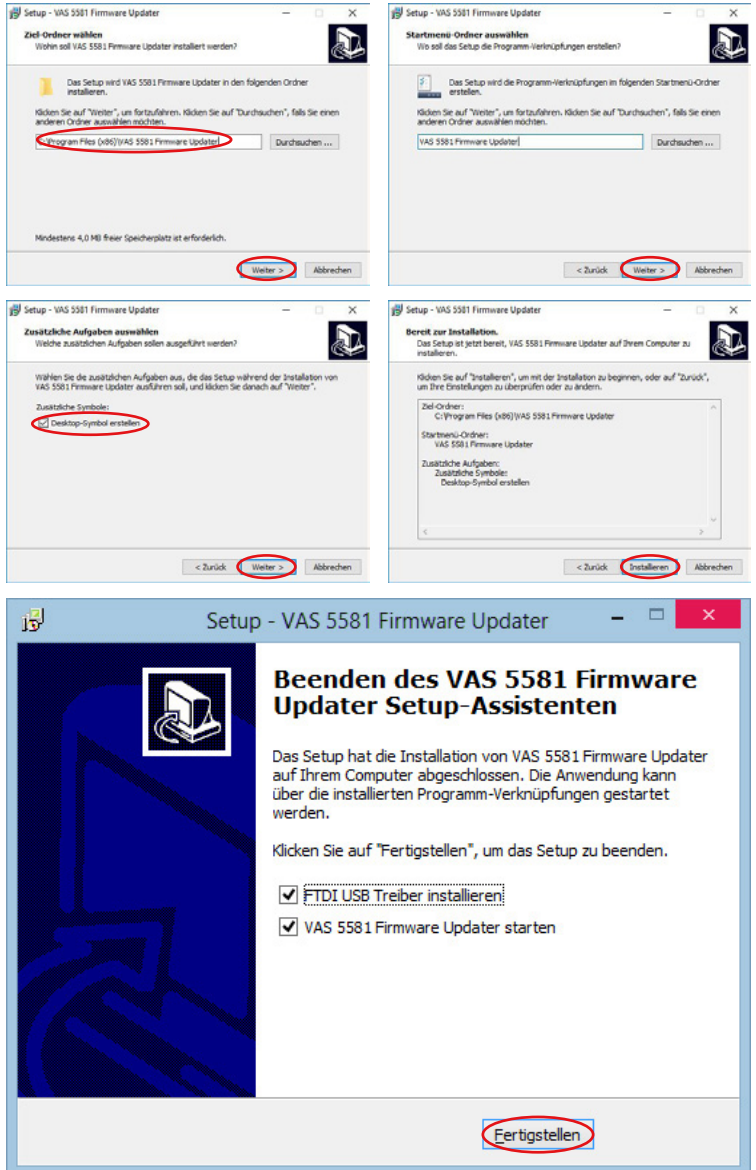 Setup - VAS 5581 Firmware Updater
Ziel-Ordner wählen
Wohin soll VAS 5581 Firmware Updater installiert werden?
Das Setup wird VAS 5581 Firmware Updater in den folgenden Ordner
installieren.
Klicken Sie auf "Weiter", um fortzufahren. Klicken Sie auf "Durchsuchen", falls Sie einen
anderen Ordner auswählen möchten.
C:\Program Files (x86)\VAS 5581 Firmware Updater
Durchsuchen ...
Mindestens 4,0 MB freier Speicherplatz ist erforderlich.
Weiter >
Abbrechen
Setup - VAS 5581 Firmware Updater
Startmenü-Ordner auswählen
Wo soll das Setup die Programm-Verknüpfungen erstellen?
Das Setup wird die Programm-Verknüpfungen im folgenden Startmenü-Ordner
erstellen.
Klicken Sie auf "Weiter", um fortzufahren. Klicken Sie auf "Durchsuchen", falls Sie einen
anderen Ordner auswählen möchten.
VAS 5581 Firmware Updater
Durchsuchen ...
< Zurück
Weiter >
Abbrechen
Setup - VAS 5581 Firmware Updater
Zusätzliche Aufgaben auswählen
Welche zusätzlichen Aufgaben sollen ausgeführt werden?
Wählen Sie die zusätzlichen Aufgaben aus, die das Setup während der Installation von
VAS 5581 Firmware Updater ausführen soll, und klicken Sie danach auf "Weiter".
Zusätzliche Symbole:
Desktop-Symbol erstellen
< Zurück
Weiter >
Abbrechen
Setup - VAS 5581 Firmware Updater
Bereit zur Installation.
Das Setup ist jetzt bereit, VAS 5581 Firmware Updater auf Ihrem Computer zu
installieren.
Klicken Sie auf "Installieren", um mit der Installation zu beginnen, oder auf "Zurück",
um Ihre Einstellungen zu überprüfen oder zu ändern.
Ziel-Ordner:
C:\Program Files (x86)\VAS 5581 Firmware Updater
Startmenü-Ordner:
VAS 5581 Firmware Updater
Zusätzliche Aufgaben:
Zusätzliche Symbole:
Desktop-Symbol erstellen
< Zurück
Installieren
Abbrechen
Setup - VAS 5581 Firmware Updater
Beenden des VAS 5581 Firmware
Updater Setup-Assistenten
Das Setup hat die Installation von VAS 5581 Firmware Updater
auf Ihrem Computer abgeschlossen. Die Anwendung kann
über die installierten Programm-Verknüpfungen gestartet
werden.
Klicken Sie auf "Fertigstellen", um das Setup zu beenden.
FTDI USB Treiber installieren
VAS 5581 Firmware Updater starten
Fertigstellen